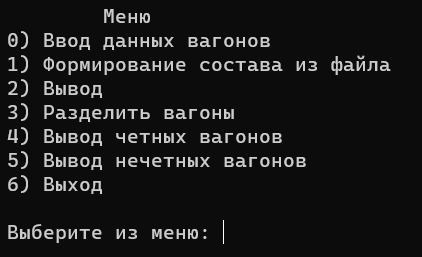 Меню
0) Ввод данных вагонов
1) Формирование состава из файла
2) Вывод
3) Разделить вагоны
4) Вывод четных вагонов
5) Вывод нечетных вагонов
6) Выход
Выберите из меню: